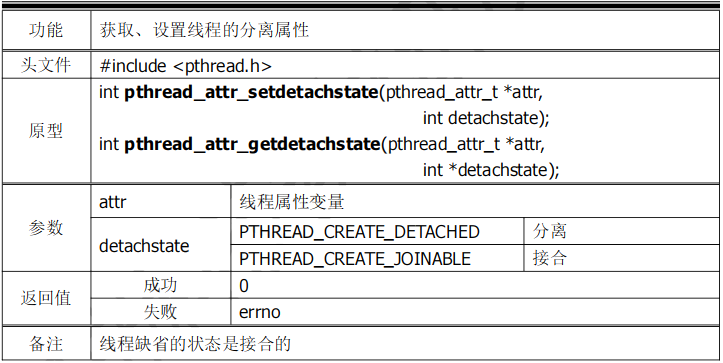 功能 获取、设置线程的分离属性
头文件 #include <pthread.h>
原型 int pthread_attr_setdetachstate(pthread_attr_t *attr,
int detachstate);
int pthread_attr_getdetachstate(pthread_attr_t *attr,
int *detachstate);
参数 attr 线程属性变量
detachstate PTHREAD_CREATE_DETACHED 分离
PTHREAD_CREATE_JOINABLE 接合
返回值 成功 0
失败 errno
备注 线程缺省的状态是接合的